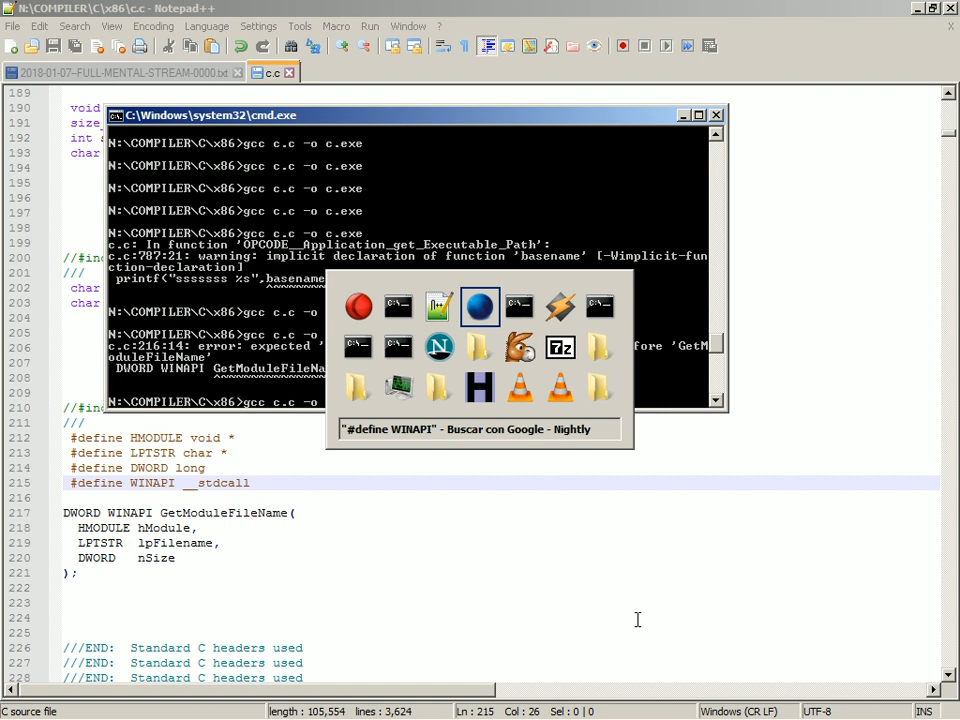 N:\COMPILER\C\x86\c.c - Notepad++
File Edit Search View Encoding Language Settings Tools Macro Run Window ? X
2018-01-07--FULL-MENTAL-STREAM-0000.txt
c.c
189
190 void
191 size_
192 int s
193 char
194
195
196
197
198
199
200 //#inc
201 ///
202 char
203 char
204
205
206
207
208
209
210 //#inc
211 ///
212 #define HMODULE void *
213 #define LPTSTR char *
214 #define DWORD long
215 #define WINAPI __stdcall
216
217 DWORD WINAPI GetModuleFileName(
218 HMODULE hModule,
219 LPTSTR lpFilename,
220 DWORD nSize
221 );
222
223
224
225
226 ///END: Standard C headers used
227 ///END: Standard C headers used
228 ///END: Standard C headers used
C:\Windows\system32\cmd.exe
N:\COMPILER\C\x86>gcc c.c -o c.exe
N:\COMPILER\C\x86>gcc c.c -o c.exe
N:\COMPILER\C\x86>gcc c.c -o c.exe
N:\COMPILER\C\x86>gcc c.c -o c.exe
N:\COMPILER\C\x86>gcc c.c -o c.exe
c.c: In function 'OPCODE__Application_get_Executable_Path':
c.c:787:21: warning: implicit declaration of function 'basename' [-Wimplicit-fun
ction-declaration]
printf("sssssss %s",basename
^~~~~~~~
N:\COMPILER\C\x86>gcc c.c -o
N:\COMPILER\C\x86>gcc c.c -o
c.c:216:14: error: expected ' fore 'GetM
oduleFileName'
DWORD WINAPI GetModuleFileNa
^~~~~~~~~~~~~~~
N:\COMPILER\C\x86>gcc c.c -o
C:\_
N++
C:\_
C:\_
C:\_
C:\_
N
7z
H
"#define WINAPI" - Buscar con Google - Nightly
C source file length : 105,554 lines : 3,624 Ln : 215 Col : 26 Sel : 0 | 0 Windows (CR LF) UTF-8 INS